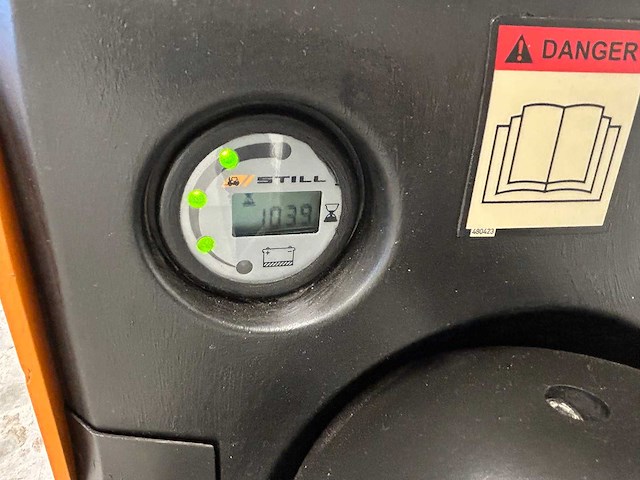 DANGER
STILL
1039
480423